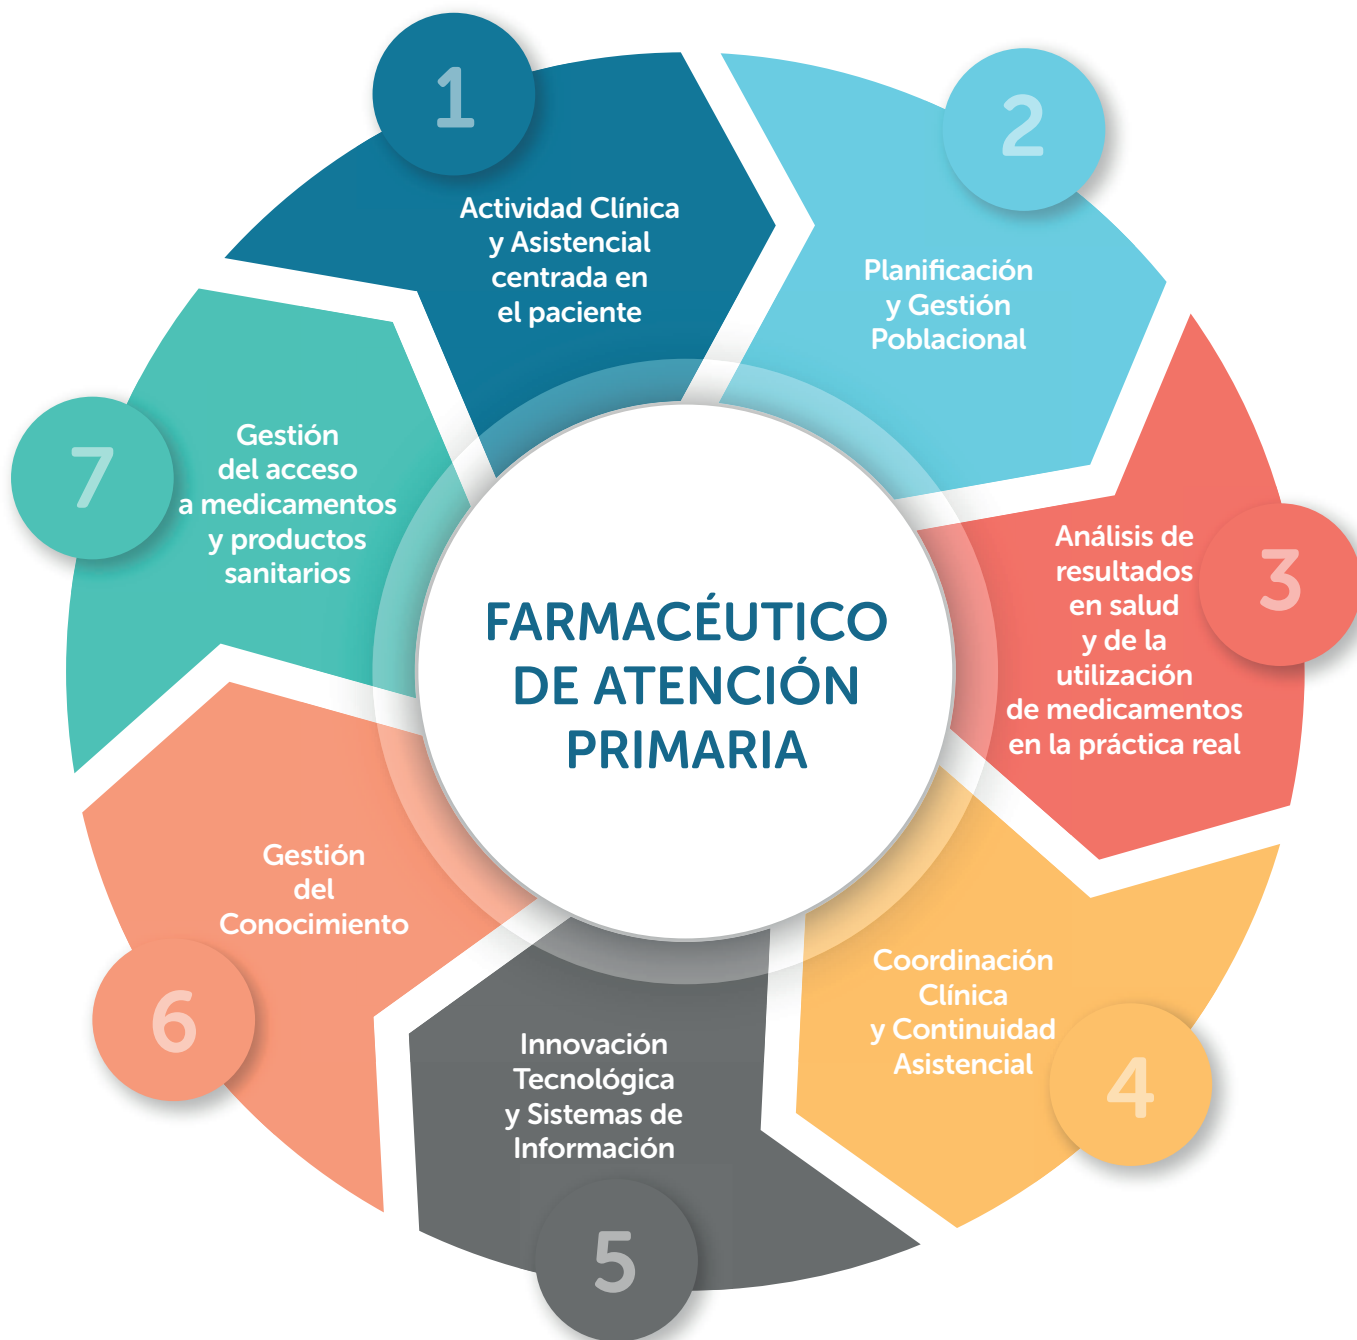 1
Actividad Clínica
y Asistencial
centrada en
el paciente
2
Planificación
y Gestión
Poblacional
3
Análisis de
resultados
en salud
y de la
utilización
de medicamentos
en la práctica real
4
Coordinación
Clínica
y Continuidad
Asistencial
5
Innovación
Tecnológica
y Sistemas de
Información
6
Gestión
del
Conocimiento
7
Gestión
del acceso
a medicamentos
y productos
sanitarios
FARMACÉUTICO
DE ATENCIÓN
PRIMARIA